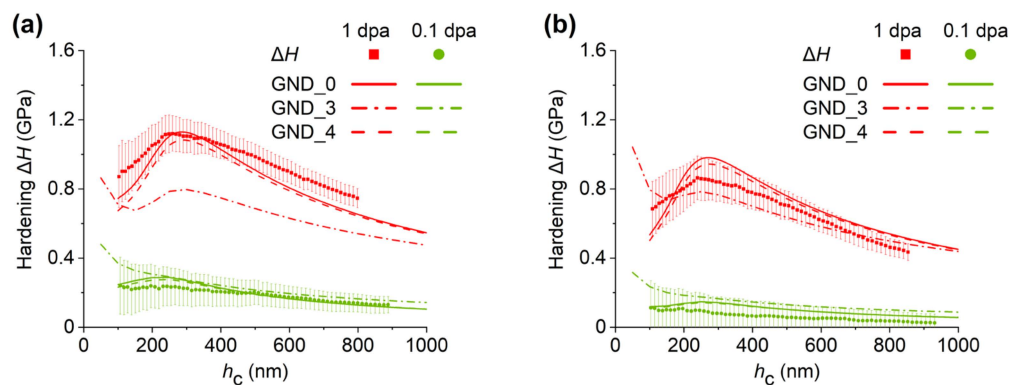 (a)
1 dpa 0.1 dpa
ΔH
GND_0
GND_3
GND_4
Hardening ΔH (GPa)
1.6
1.2
0.8
0.4
0
0 200 400 600 800 1000
hc (nm)
(b)
1 dpa 0.1 dpa
ΔH
GND_0
GND_3
GND_4
Hardening ΔH (GPa)
1.6
1.2
0.8
0.4
0
0 200 400 600 800 1000
hc (nm)